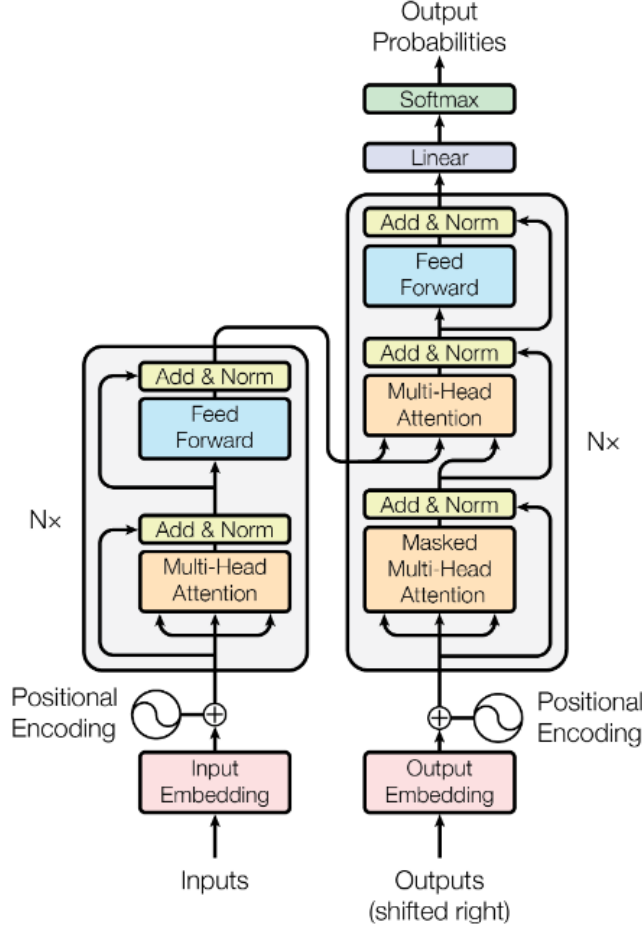 Output
Probabilities
Softmax
Linear
Add & Norm
Feed
Forward
Add & Norm
Multi-Head
Attention
Add & Norm
Masked
Multi-Head
Attention
Nx
Add & Norm
Feed
Forward
Add & Norm
Multi-Head
Attention
Nx
Positional
Encoding
Positional
Encoding
Input
Embedding
Output
Embedding
Inputs
Outputs
(shifted right)